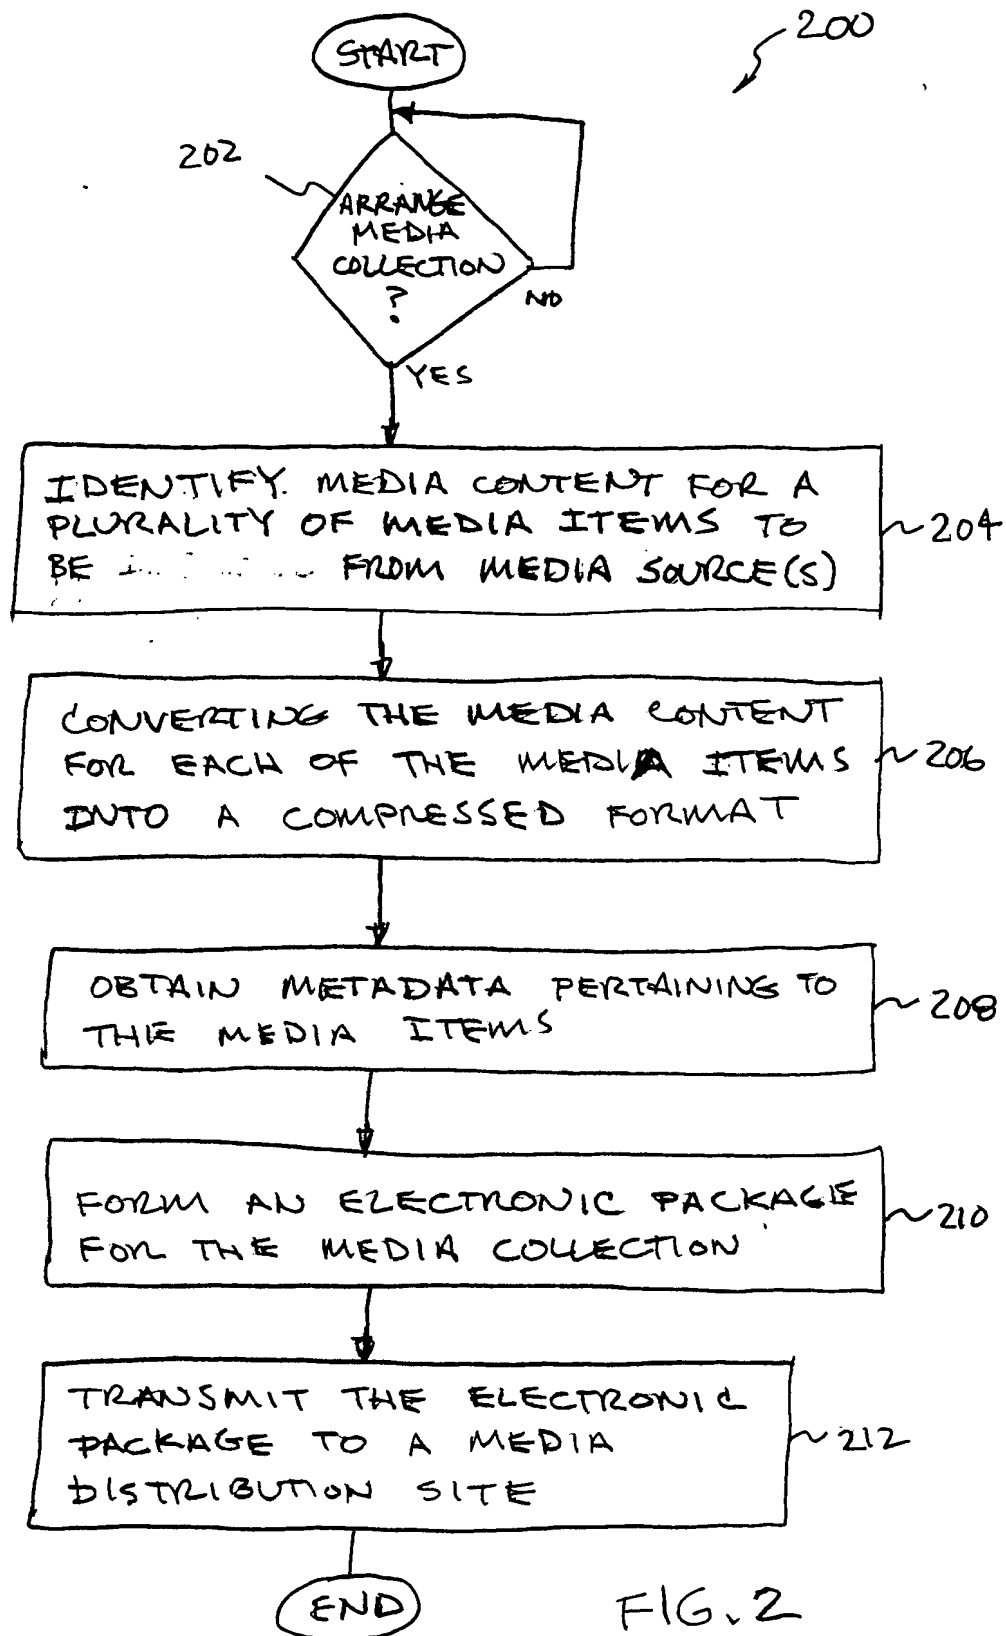 START
200
202
ARRANGE
MEDIA
COLLECTION
?
NO
YES
IDENTIFY MEDIA CONTENT FOR A
PLURALITY OF MEDIA ITEMS TO
BE FROM MEDIA SOURCE(S)
204
CONVERTING THE MEDIA CONTENT
FOR EACH OF THE MEDIA ITEMS
INTO A COMPRESSED FORMAT
206
OBTAIN METADATA PERTAINING TO
THE MEDIA ITEMS
208
FORM AN ELECTRONIC PACKAGE
FOR THE MEDIA COLLECTION
210
TRANSMIT THE ELECTRONIC
PACKAGE TO A MEDIA
DISTRIBUTION SITE
212
END
FIG. 2